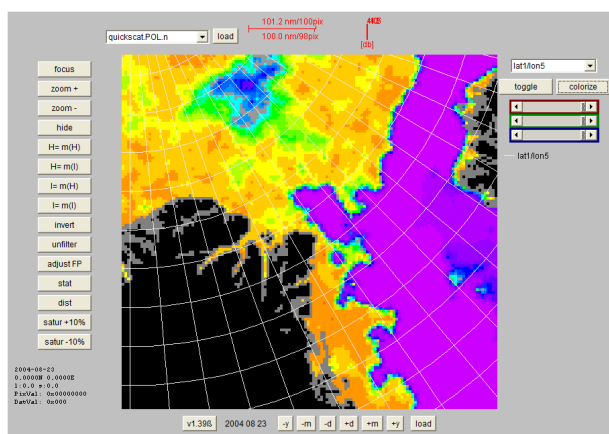 101.2 nm/100pix
100.0 nm/98pix
[db]
quickscat.POL.n
load
lat1/lon5
toggle
colorize
lat1/lon5
focus
zoom +
zoom -
hide
H= m(H)
H= m(I)
I= m(H)
I= m(I)
invert
unfilter
adjust FP
stat
dist
satur +10%
satur -10%
2004-08-23
0.0000N 0.0000E
l:0.0 s:0.0
PixVal: 0x00000000
DatVal: 0x000
v1.39ß
2004 08 23
-y
-m
-d
+d
+m
+y
load